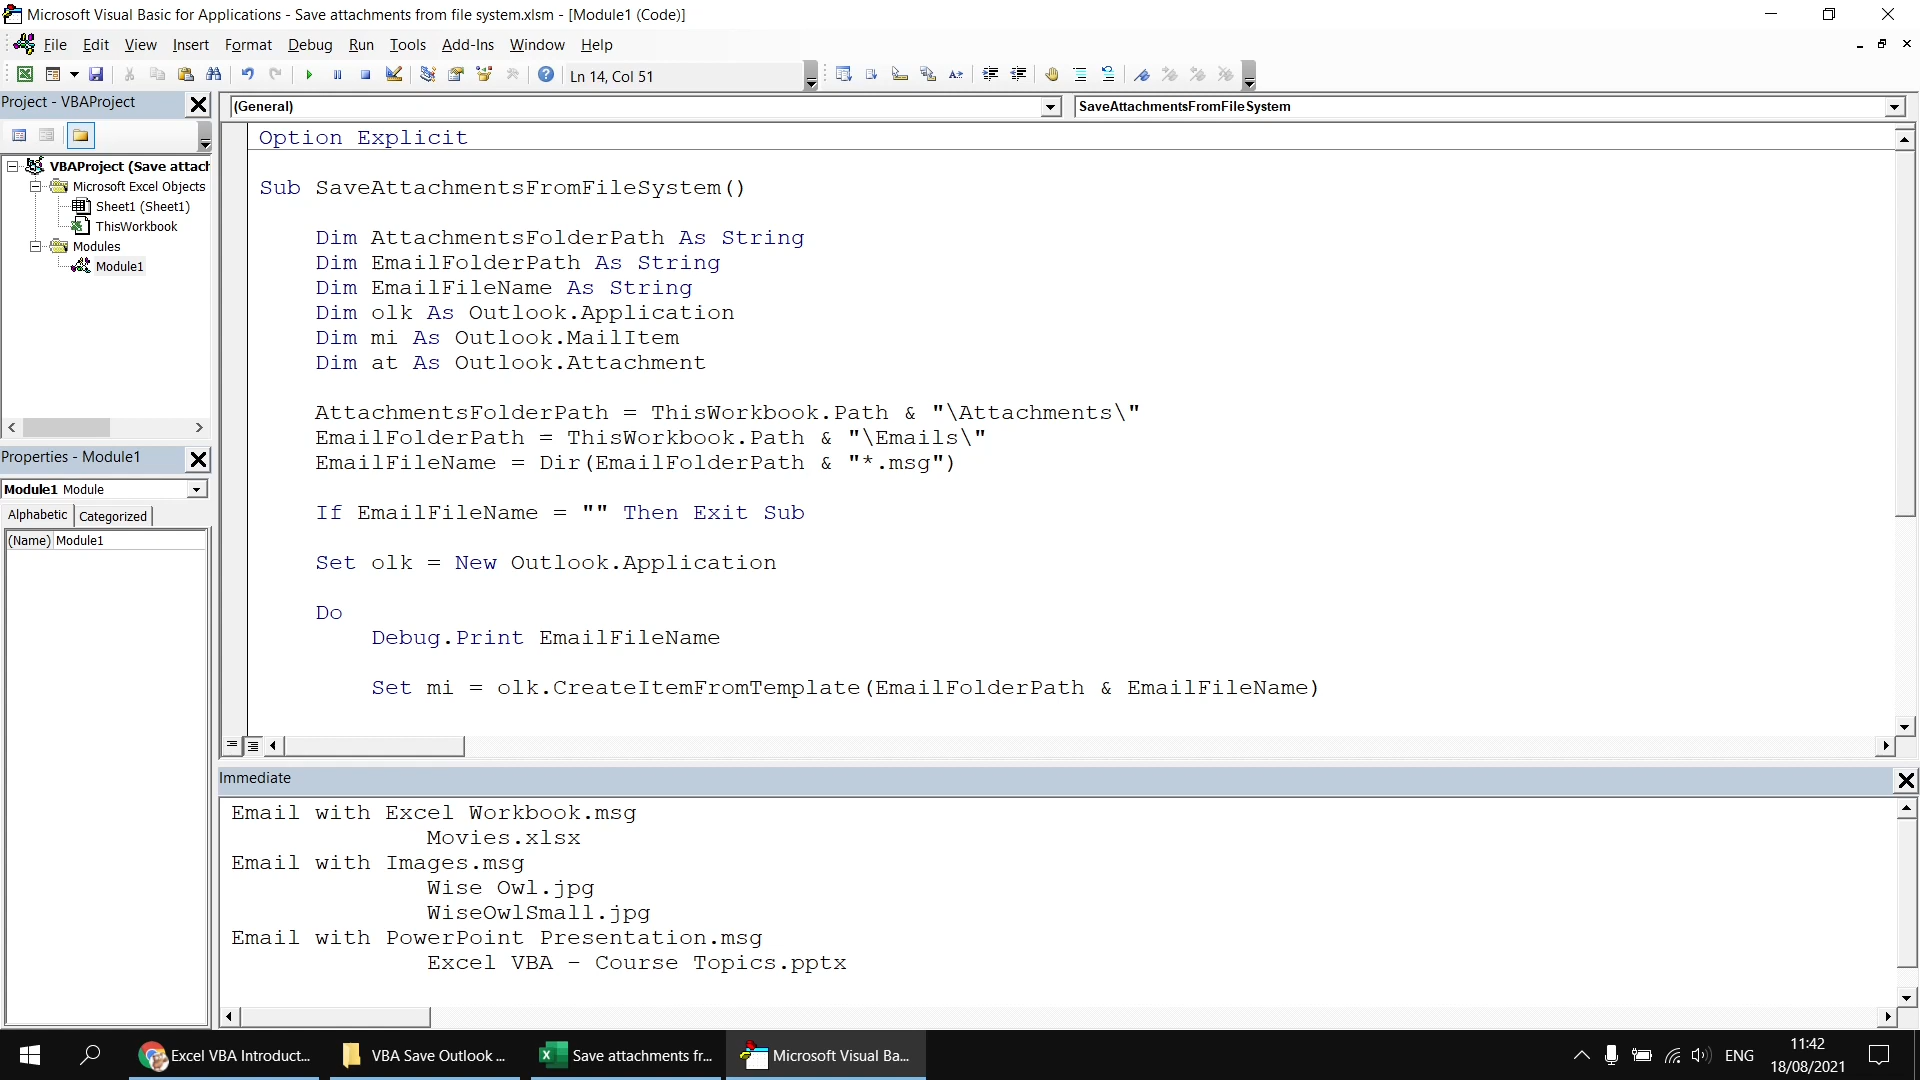 Microsoft Visual Basic for Applications - Save attachments from file system.xlsm - [Module1 (Code)]
File Edit View Insert Format Debug Run Tools Add-Ins Window Help
Ln 14, Col 51
Project - VBAProject
(General)
SaveAttachmentsFromFileSystem
VBAProject (Save attach
Microsoft Excel Objects
Sheet1 (Sheet1)
ThisWorkbook
Modules
Module1
Properties - Module1
Module1 Module
Alphabetic Categorized
(Name) Module1
Option Explicit
Sub SaveAttachmentsFromFileSystem()
Dim AttachmentsFolderPath As String
Dim EmailFolderPath As String
Dim EmailFileName As String
Dim olk As Outlook.Application
Dim mi As Outlook.MailItem
Dim at As Outlook.Attachment
AttachmentsFolderPath = ThisWorkbook.Path & "\Attachments\"
EmailFolderPath = ThisWorkbook.Path & "\Emails\"
EmailFileName = Dir(EmailFolderPath & "*.msg")
If EmailFileName = "" Then Exit Sub
Set olk = New Outlook.Application
Do
Debug.Print EmailFileName
Set mi = olk.CreateItemFromTemplate(EmailFolderPath & EmailFileName)
Immediate
Email with Excel Workbook.msg
Movies.xlsx
Email with Images.msg
Wise Owl.jpg
WiseOwlSmall.jpg
Email with PowerPoint Presentation.msg
Excel VBA - Course Topics.pptx
Excel VBA Introduct...
VBA Save Outlook ...
Save attachments fr...
Microsoft Visual Ba...
ENG
11:42
18/08/2021